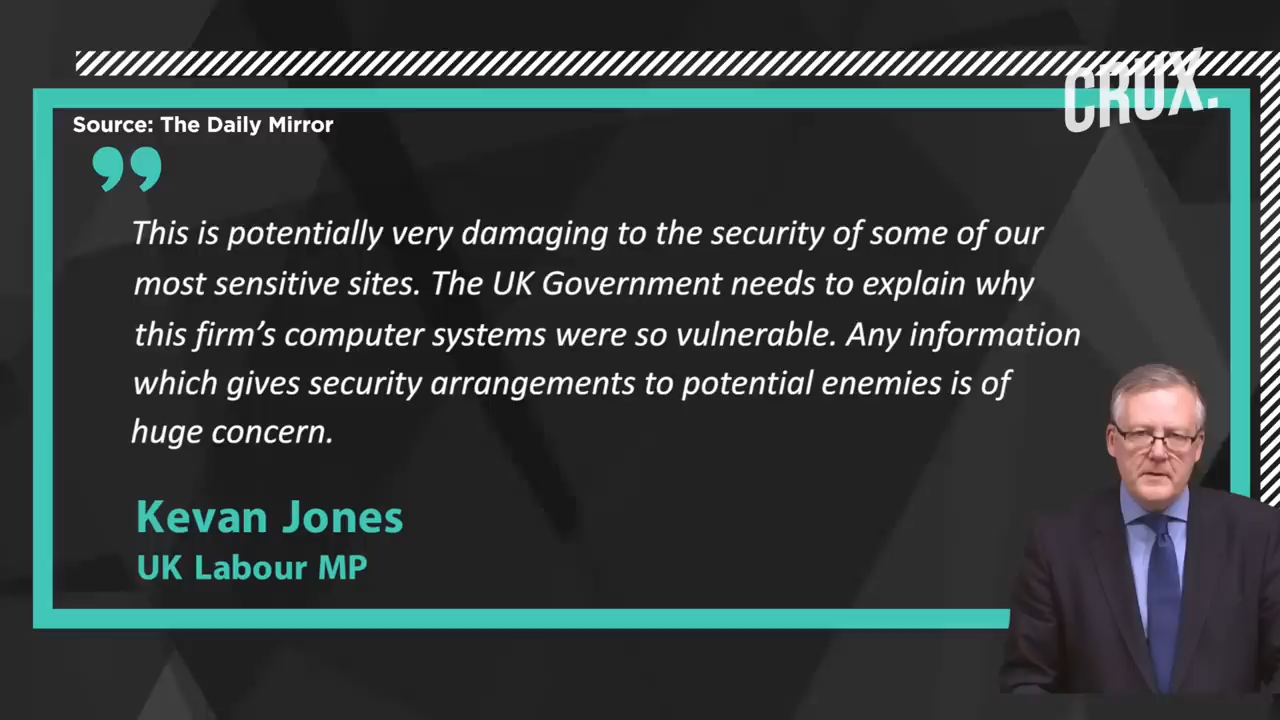 CRUX.
Source: The Daily Mirror
This is potentially very damaging to the security of some of our
most sensitive sites. The UK Government needs to explain why
this firm’s computer systems were so vulnerable. Any information
which gives security arrangements to potential enemies is of
huge concern.
Kevan Jones
UK Labour MP